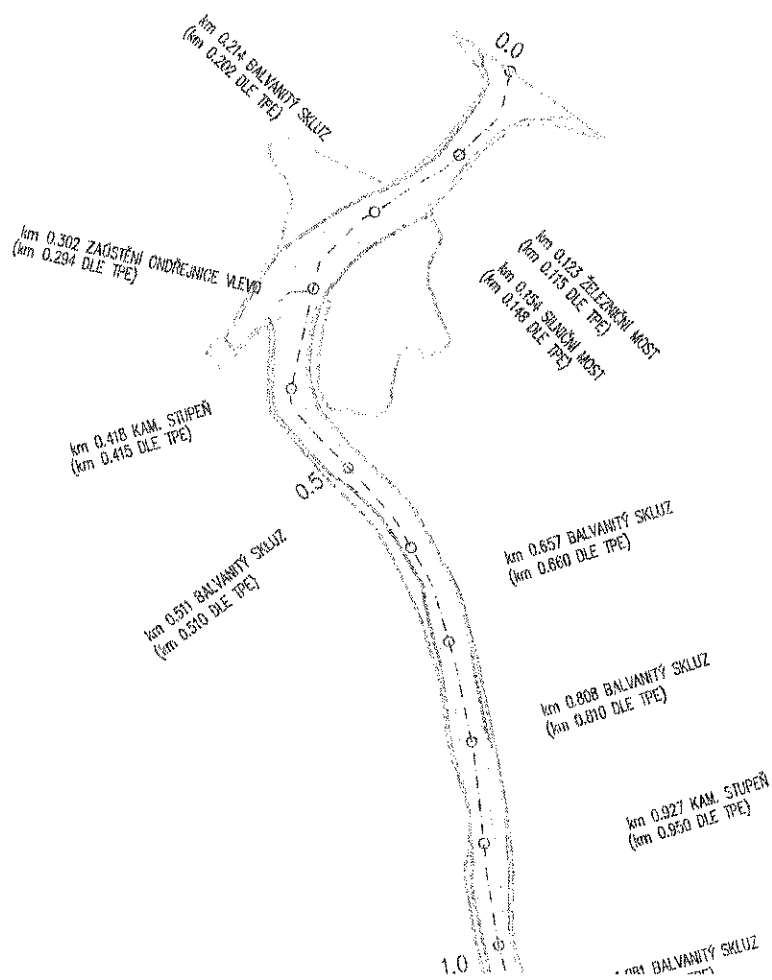 0.0
km 0.214 BALVANITÝ SKLUZ
(km 0.202 DLE TPE)
km 0.302 ZAÚSTĚNÍ ONDŘEJNICE VLEVO
(km 0.294 DLE TPE)
km 0.123 ŽELEZNIČNÍ MOST
(km 0.115 DLE TPE)
km 0.154 SILNIČNÍ MOST
(km 0.148 DLE TPE)
km 0.418 KAM. STUPEŇ
(km 0.415 DLE TPE)
0.5
km 0.511 BALVANITÝ SKLUZ
(km 0.510 DLE TPE)
km 0.657 BALVANITÝ SKLUZ
(km 0.660 DLE TPE)
km 0.808 BALVANITÝ SKLUZ
(km 0.810 DLE TPE)
km 0.927 KAM. STUPEŇ
(km 0.950 DLE TPE)
1.0
BALVANITÝ SKLUZ